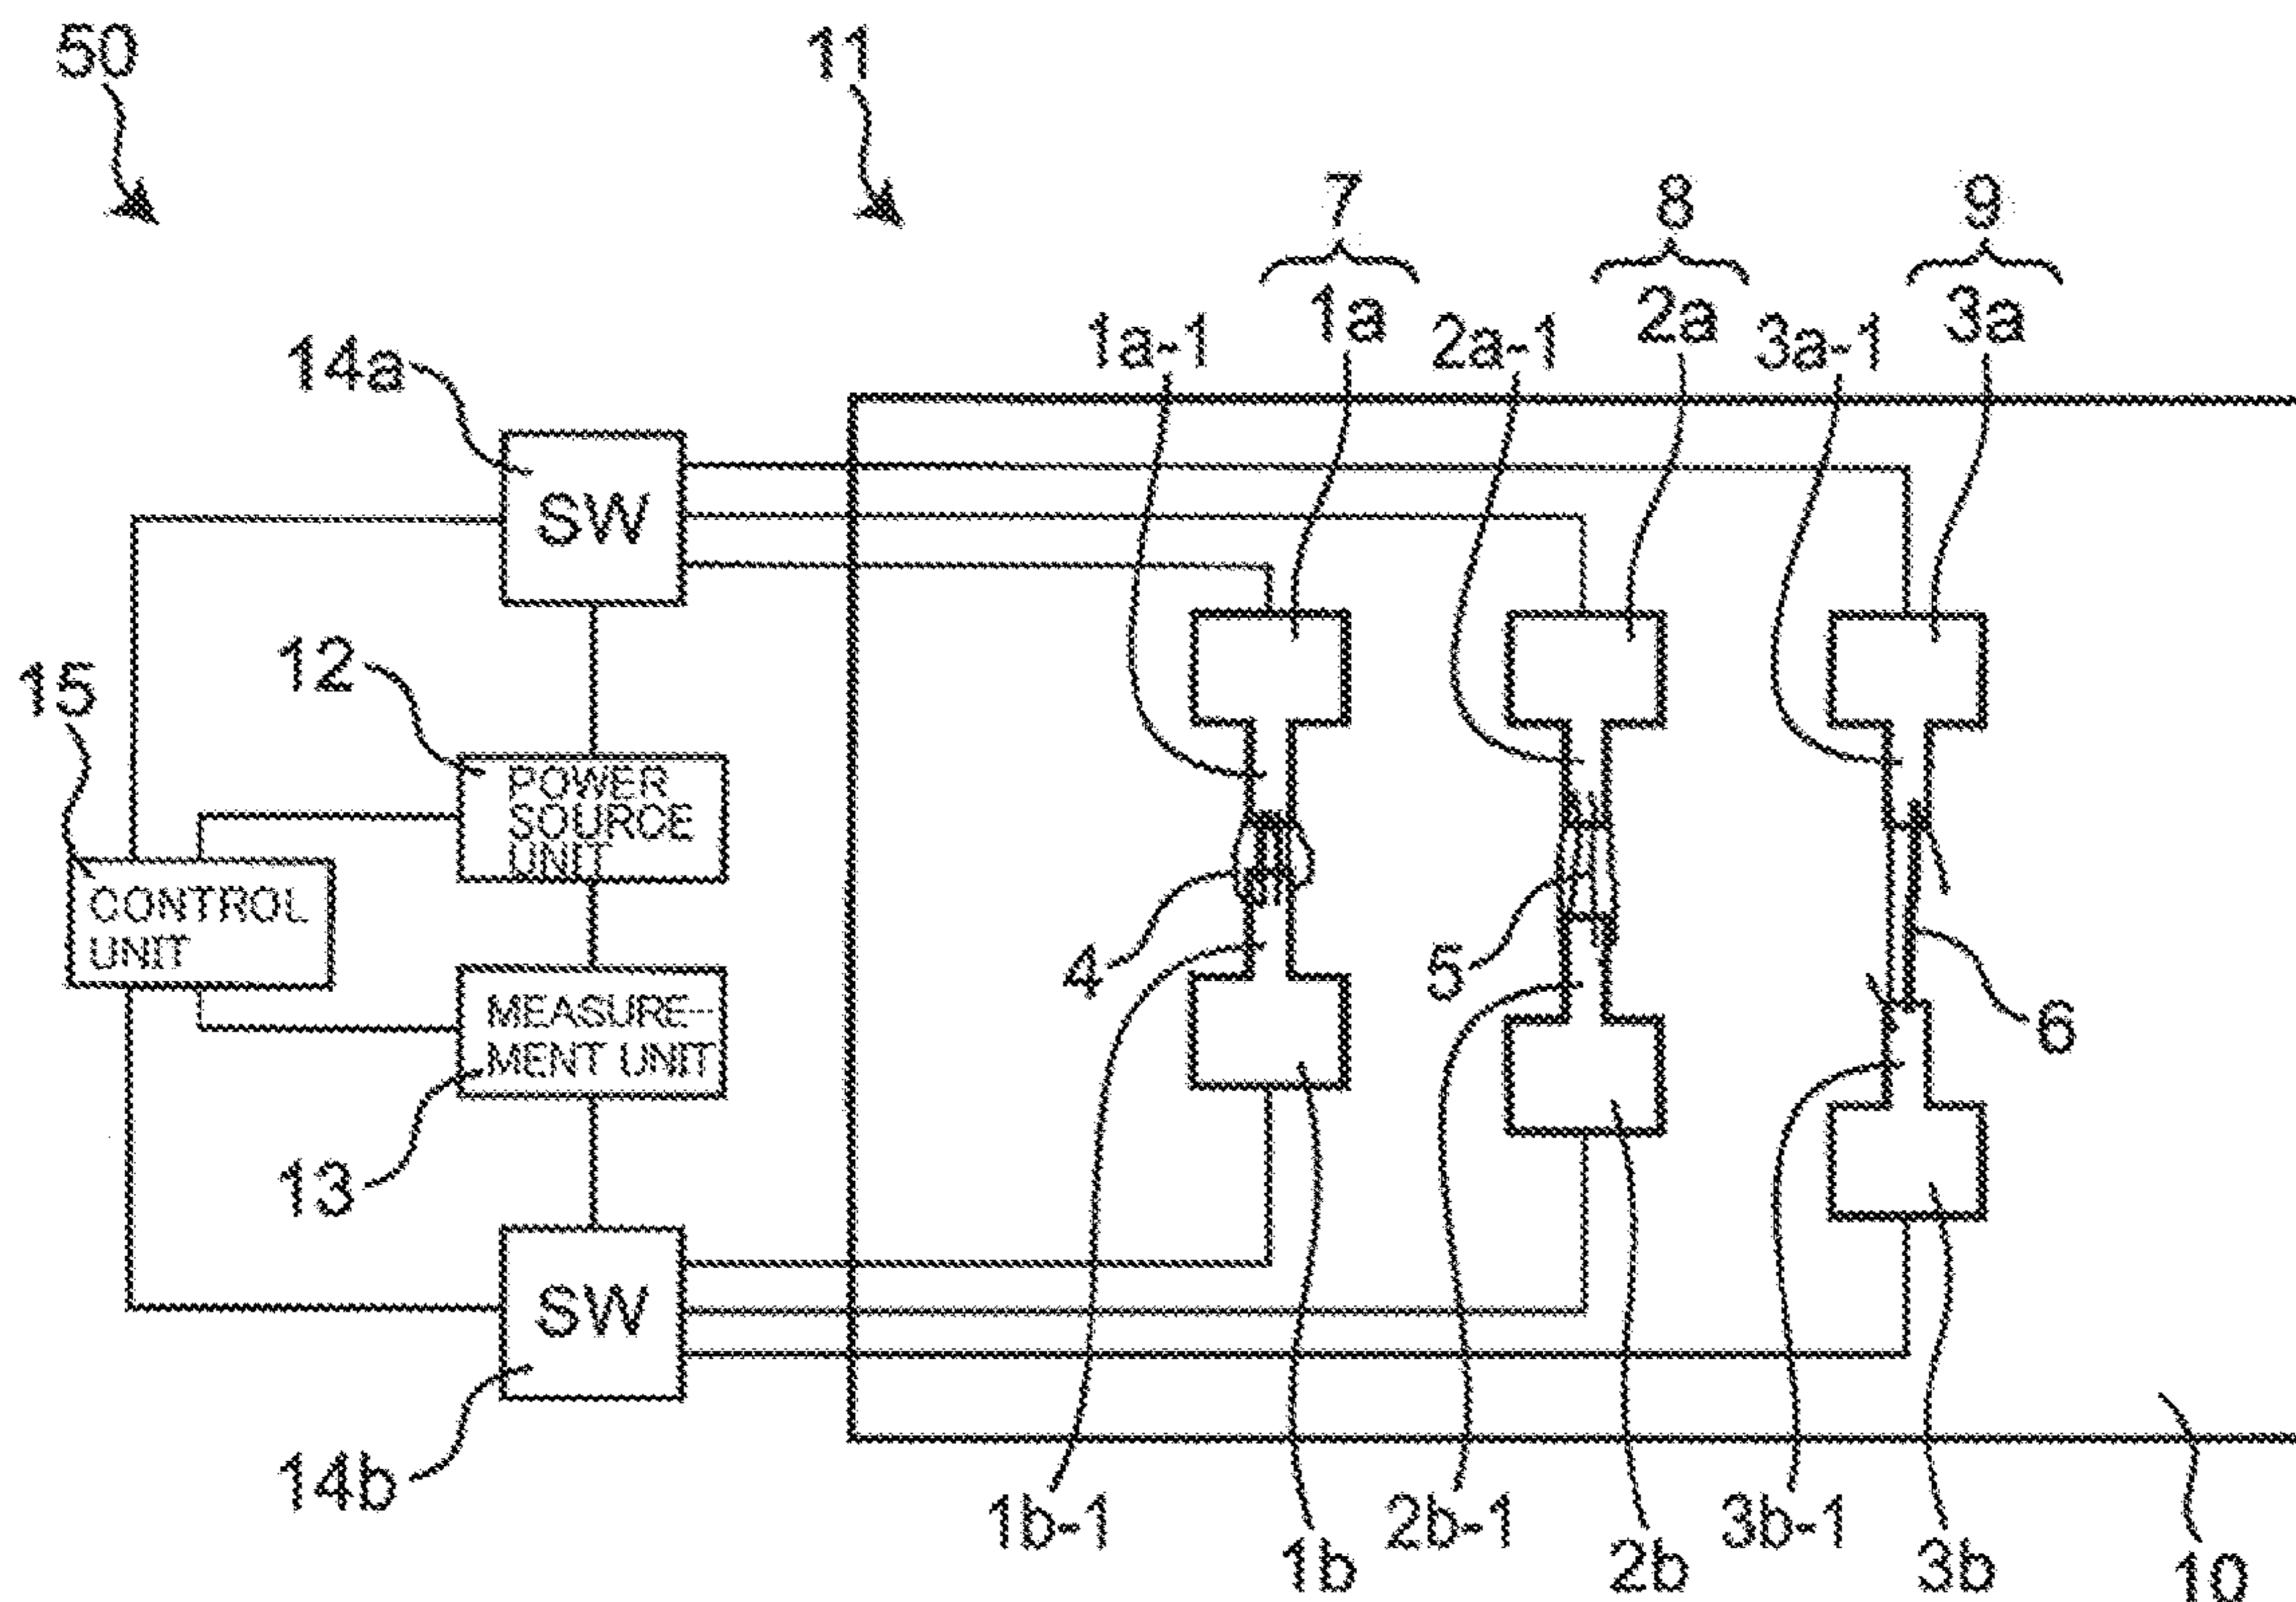 50
11
7
8
9
1a
2a
3a
1a-1
2a-1
3a-1
14a
SW
12
15
POWER
SOURCE
UNIT
CONTROL
UNIT
4
5
6
MEASURE-
MENT UNIT
13
SW
14b
1b-1
1b
2b-1
2b
3b-1
3b
10